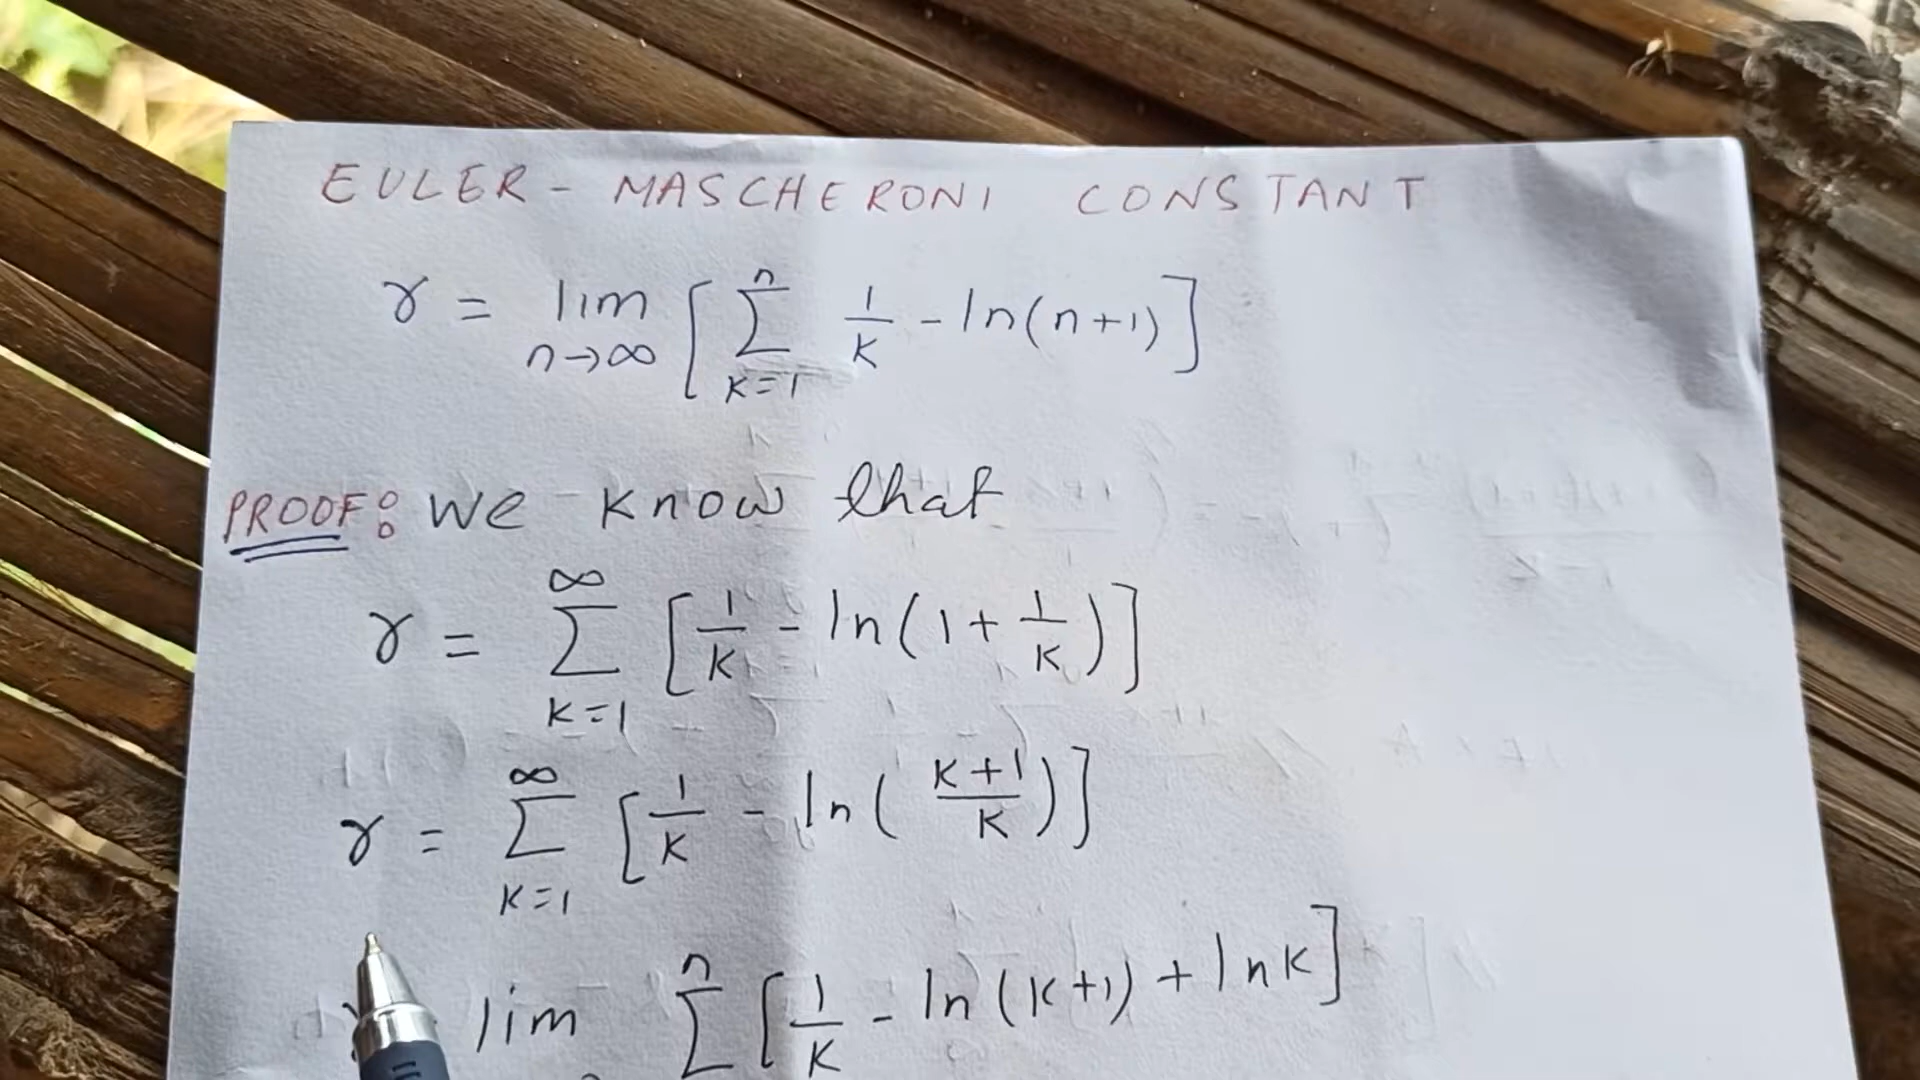 EULER - MASCHERONI CONSTANT
γ = lim n→∞ [ ∑ k=1 n 1/k - ln(n+1) ]
PROOF: we know that
γ = ∑ k=1 ∞ [ 1/k - ln(1 + 1/k) ]
γ = ∑ k=1 ∞ [ 1/k - ln( k+1/k ) ]
lim ∑ n [ 1/k - ln(k+1) + lnk ]